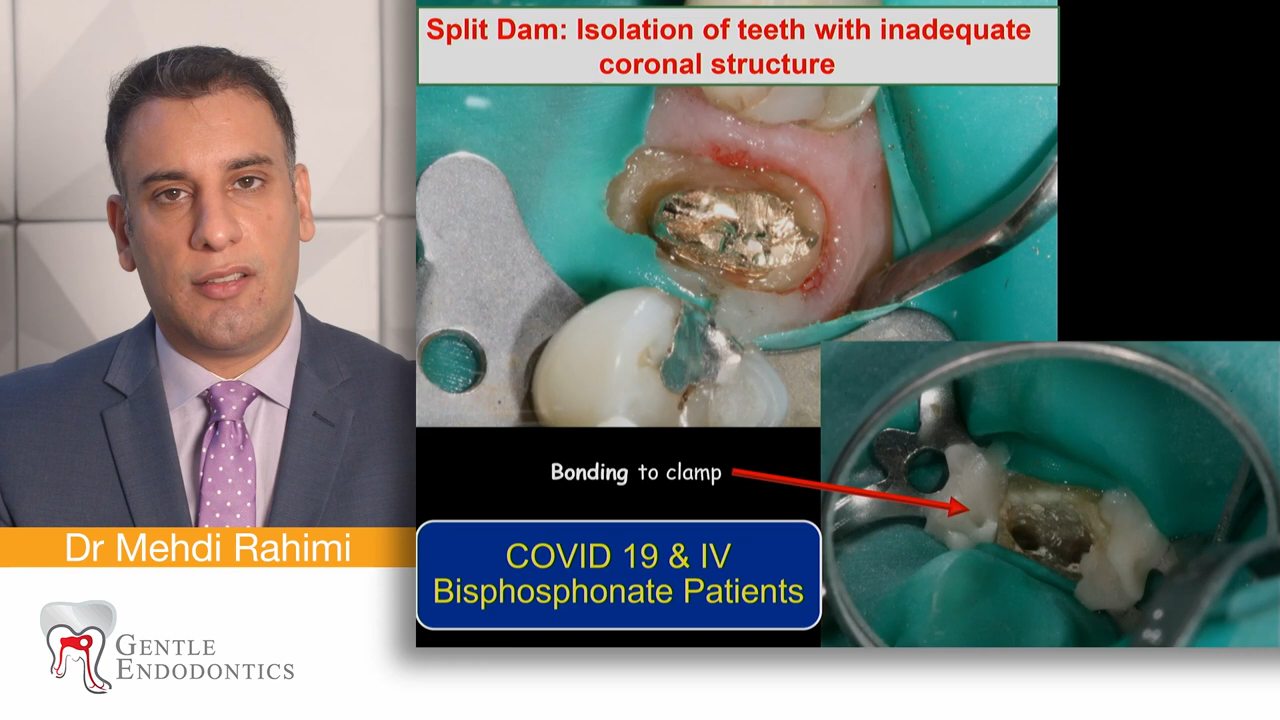 Split Dam: Isolation of teeth with inadequate
coronal structure
Bonding to clamp
COVID 19 & IV
Bisphosphonate Patients
Dr Mehdi Rahimi
GENTLE
ENDODONTICS